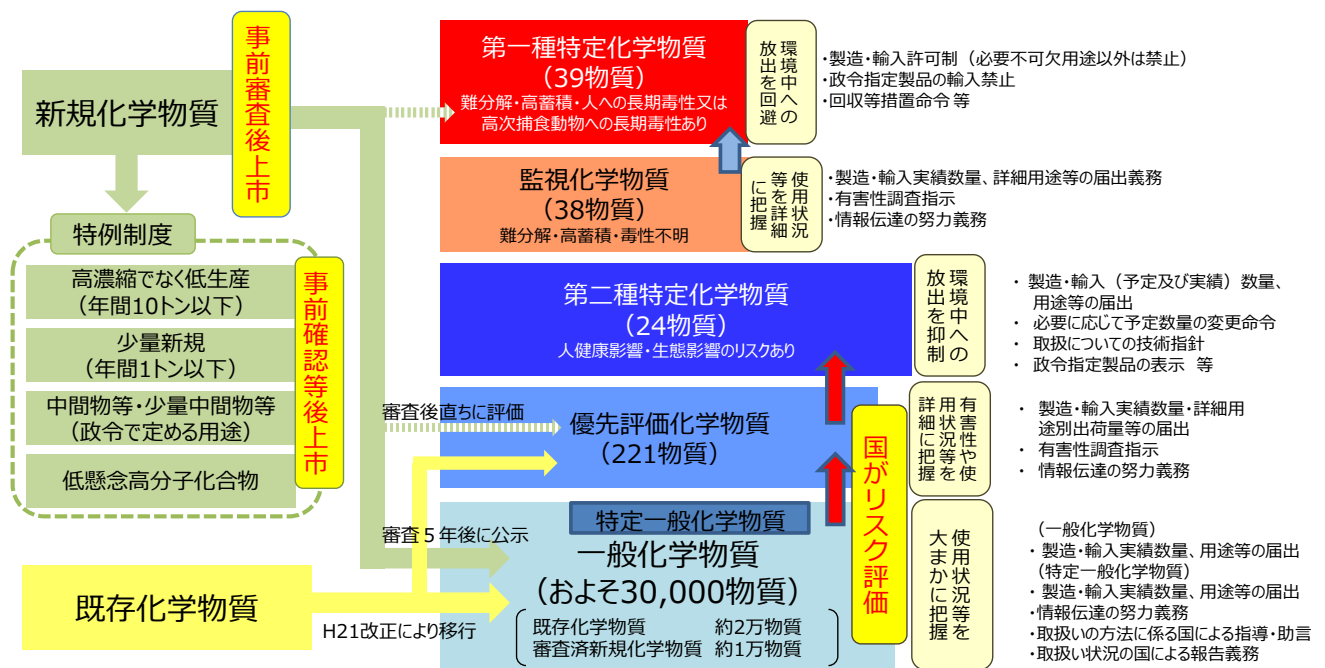 新規化学物質
事前審査後上市
特例制度
高濃縮でなく低生産
(年間10トン以下)
少量新規
(年間1トン以下)
中間物等・少量中間物等
(政令で定める用途)
低懸念高分子化合物
事前確認等後上市
既存化学物質
第一種特定化学物質
(39物質)
難分解・高蓄積・人への長期毒性又は
高次捕食動物への長期毒性あり
環境中への
放出を回避
・製造・輸入許可制（必要不可欠用途以外は禁止）
・政令指定製品の輸入禁止
・回収等措置命令 等
監視化学物質
(38物質)
難分解・高蓄積・毒性不明
使用状況
等を詳細
に把握
・製造・輸入実績数量、詳細用途等の届出義務
・有害性調査指示
・情報伝達の努力義務
第二種特定化学物質
(24物質)
人健康影響・生態影響のリスクあり
環境中への
放出を抑制
・ 製造・輸入（予定及び実績）数量、
用途等の届出
・ 必要に応じて予定数量の変更命令
・ 取扱についての技術指針
・ 政令指定製品の表示 等
審査後直ちに評価
優先評価化学物質
(221物質)
有害性や使
用状況等を
詳細に把握
・ 製造・輸入実績数量・詳細用
途別出荷量等の届出
・ 有害性調査指示
・ 情報伝達の努力義務
国がリスク評価
審査５年後に公示
H21改正により移行
特定一般化学物質
一般化学物質
(およそ30,000物質)
既存化学物質 約2万物質
審査済新規化学物質 約1万物質
使用状況等を
大まかに把握
(一般化学物質)
・製造・輸入実績数量、用途等の届出
(特定一般化学物質)
・製造・輸入実績数量、用途等の届出
・情報伝達の努力義務
・取扱いの方法に係る国による指導・助言
・取扱い状況の国による報告義務